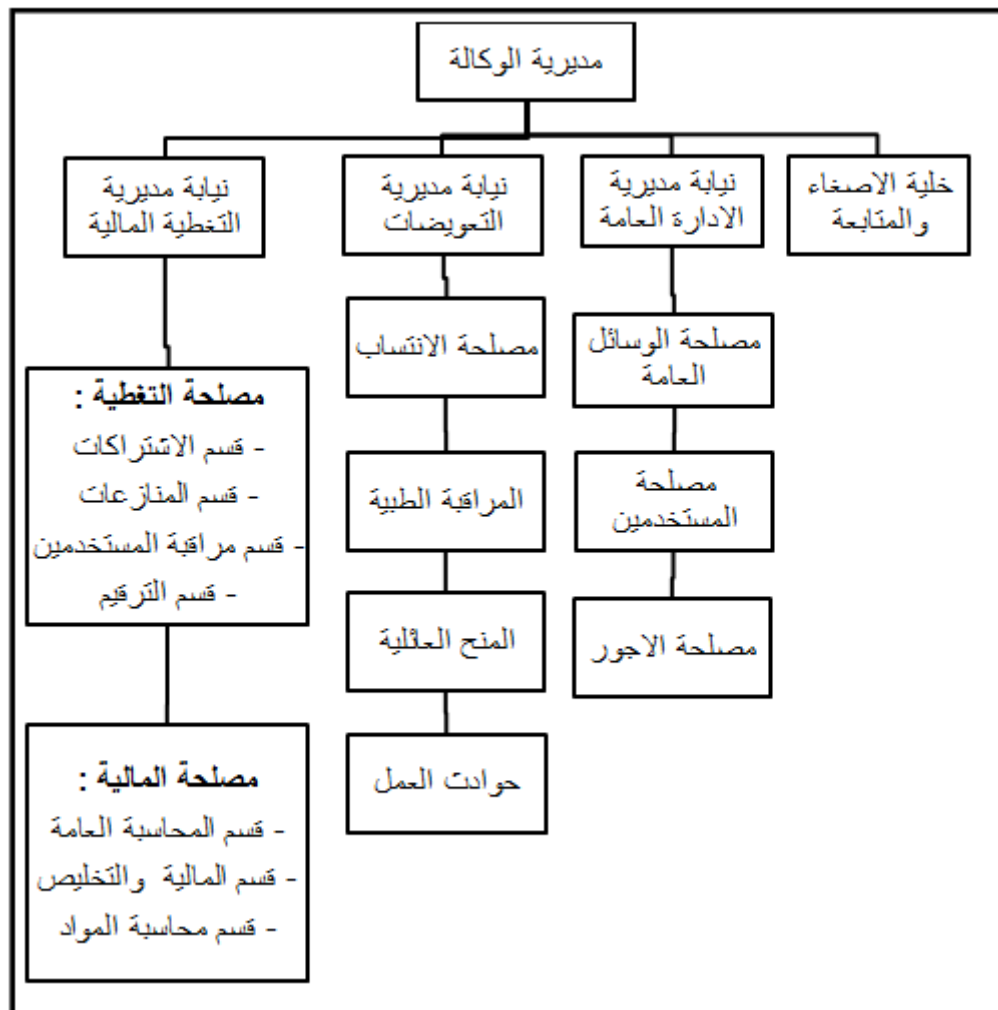 مديرية الوكالة
خلية الاصغاء
والمتابعة
نيابة مديرية
الادارة العامة
نيابة مديرية
التعويضات
نيابة مديرية
التغطية المالية
مصلحة الوسائل
العامة
مصلحة
المستخدمين
مصلحة الاجور
مصلحة الانتساب
المراقبة الطبية
المنح العائلية
حوادت العمل
مصلحة التغطية :
- قسم الاشتراكات
- قسم المنازعات
- قسم مراقبة المستخدمين
- قسم الترقيم
مصلحة المالية :
- قسم المحاسبة العامة
- قسم المالية والتخليص
- قسم محاسبة المواد